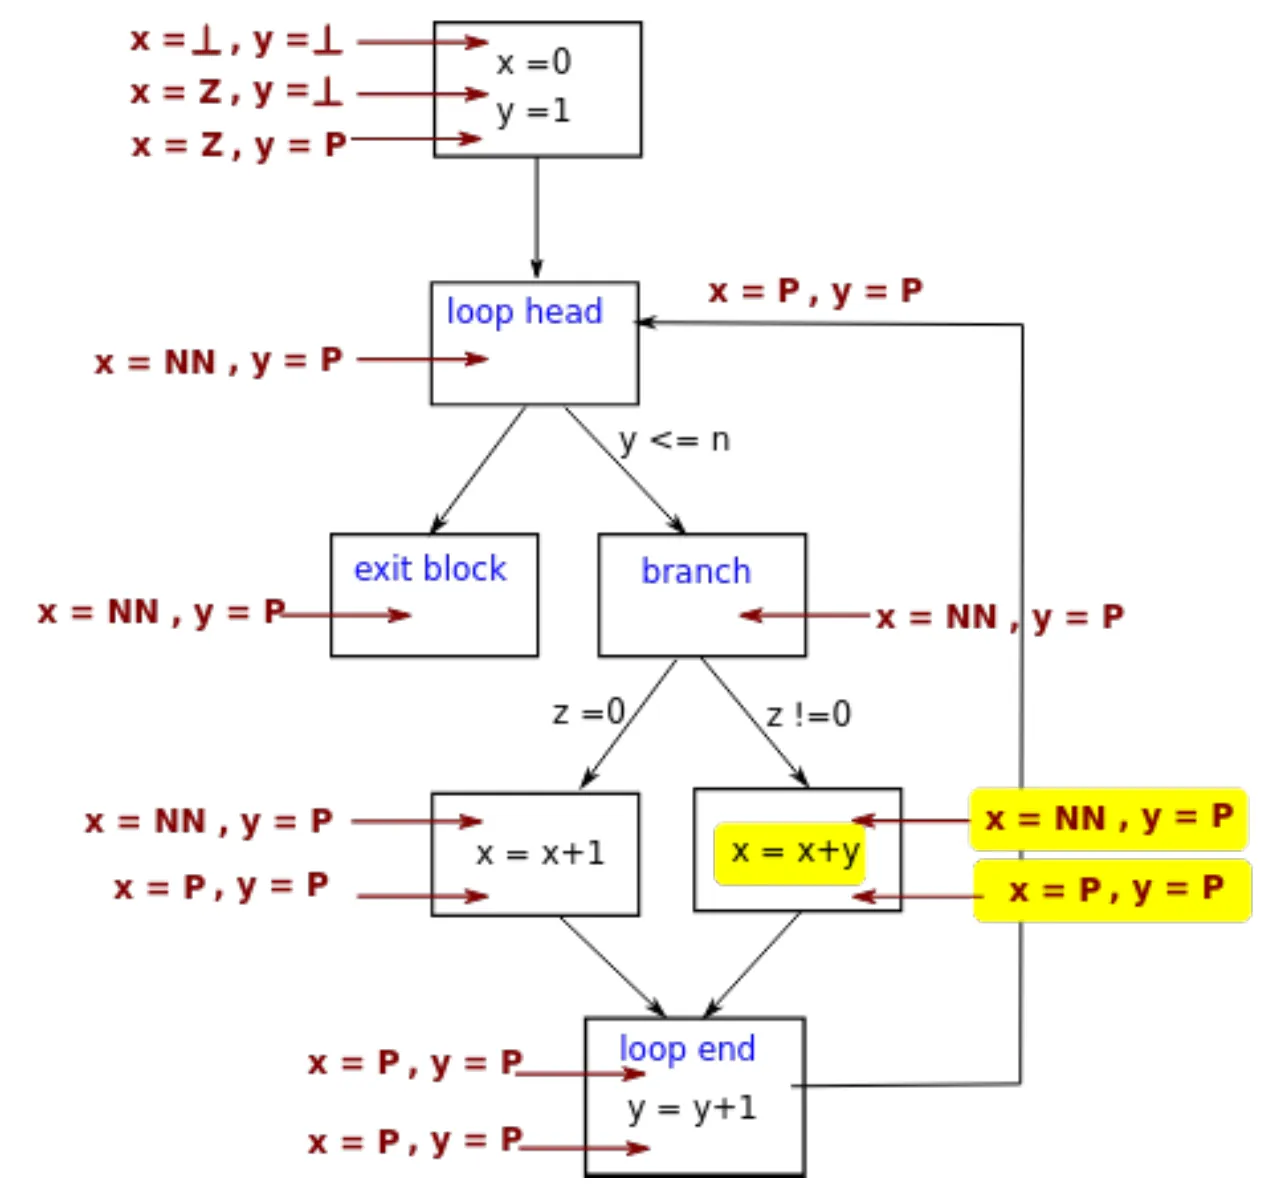 x =⊥, y =⊥
x =0
x = Z, y =⊥
y =1
x = Z, y = P
x = P, y = P
loop head
x = NN , y = P
y <= n
exit block
branch
x = NN , y = P
x = NN , y = P
z =0
z !=0
x = NN , y = P
x = NN , y = P
x = x+1
x = x+y
x = P, y = P
x = P, y = P
loop end
x = P, y = P
y = y+1
x = P, y = P